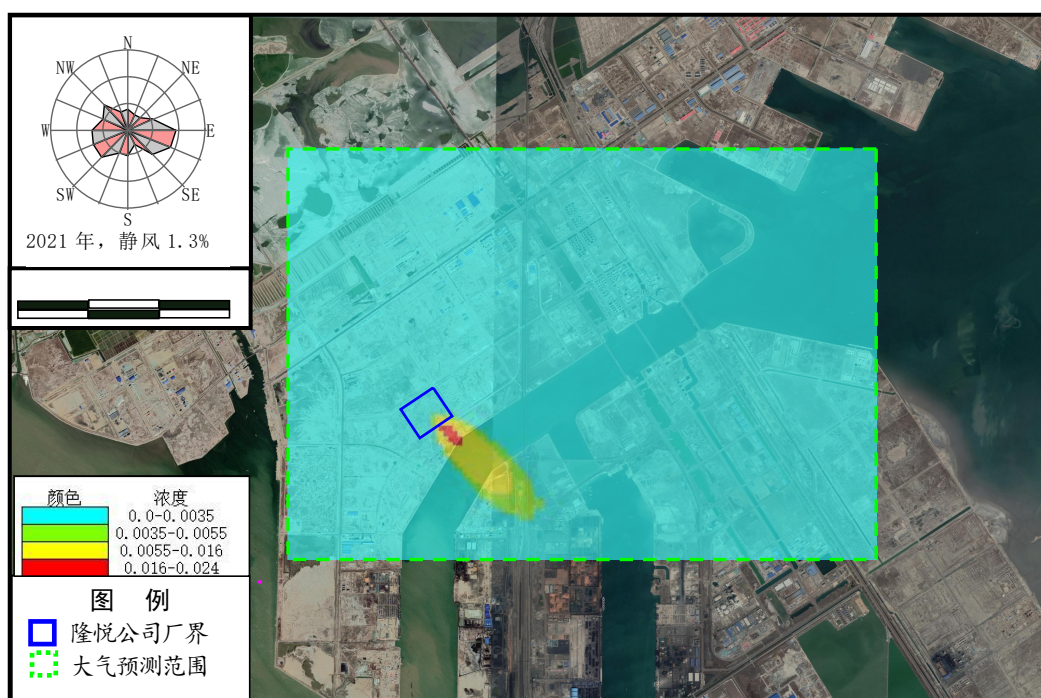 N
NW NE
W E
SW SE
S
2021 年，静风 1.3%
颜色 浓度
0.0-0.0035
0.0035-0.0055
0.0055-0.016
0.016-0.024
图 例
隆悦公司厂界
大气预测范围